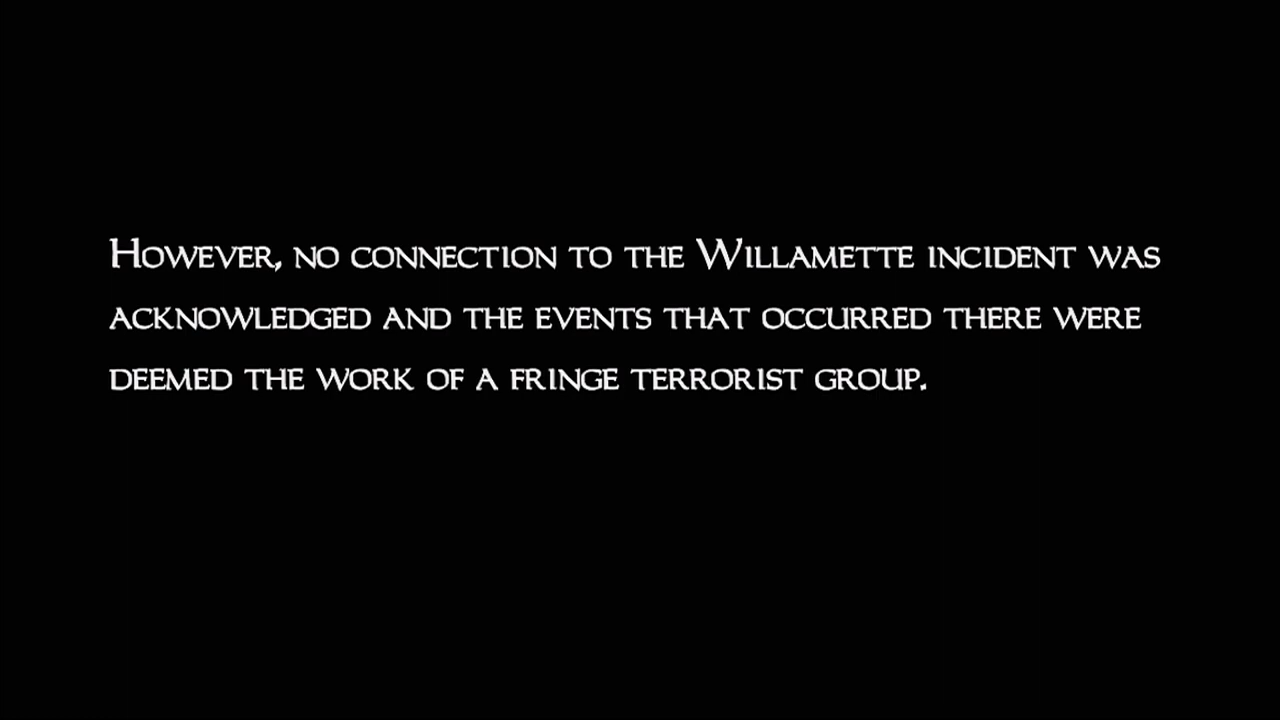 However, no connection to the Willamette incident was
acknowledged and the events that occurred there were
deemed the work of a fringe terrorist group.